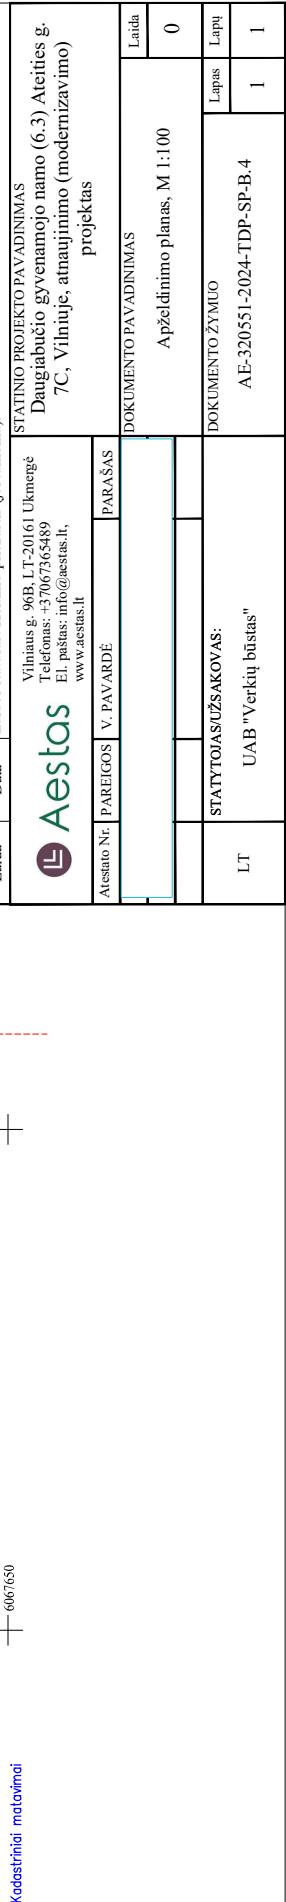 Aestas
Vilniaus g. 96B, LT-20161 Ukmergė
Telefonas: +37067365489
El. paštas: info@aestas.lt,
www.aestas.lt
STATINIO PROJEKTO PAVADINIMAS
Daugiabučio gyvenamojo namo (6.3) Ateities g.
7C, Vilniuje, atnaujinimo (modernizavimo)
projektas
Atestato Nr. PAREIGOS V. PAVARDĖ PARAŠAS
DOKUMENTO PAVADINIMAS
Apželdinimo planas, M 1:100
Laida
0
LT
STATYTOJAS/UŽSAKOVAS:
UAB "Verkių būstas"
DOKUMENTO ŽYMUO
AE-320551-2024-TDP-SP-B.4
Lapas Lapų
1 1
6067650
Kadastriniai matavimai